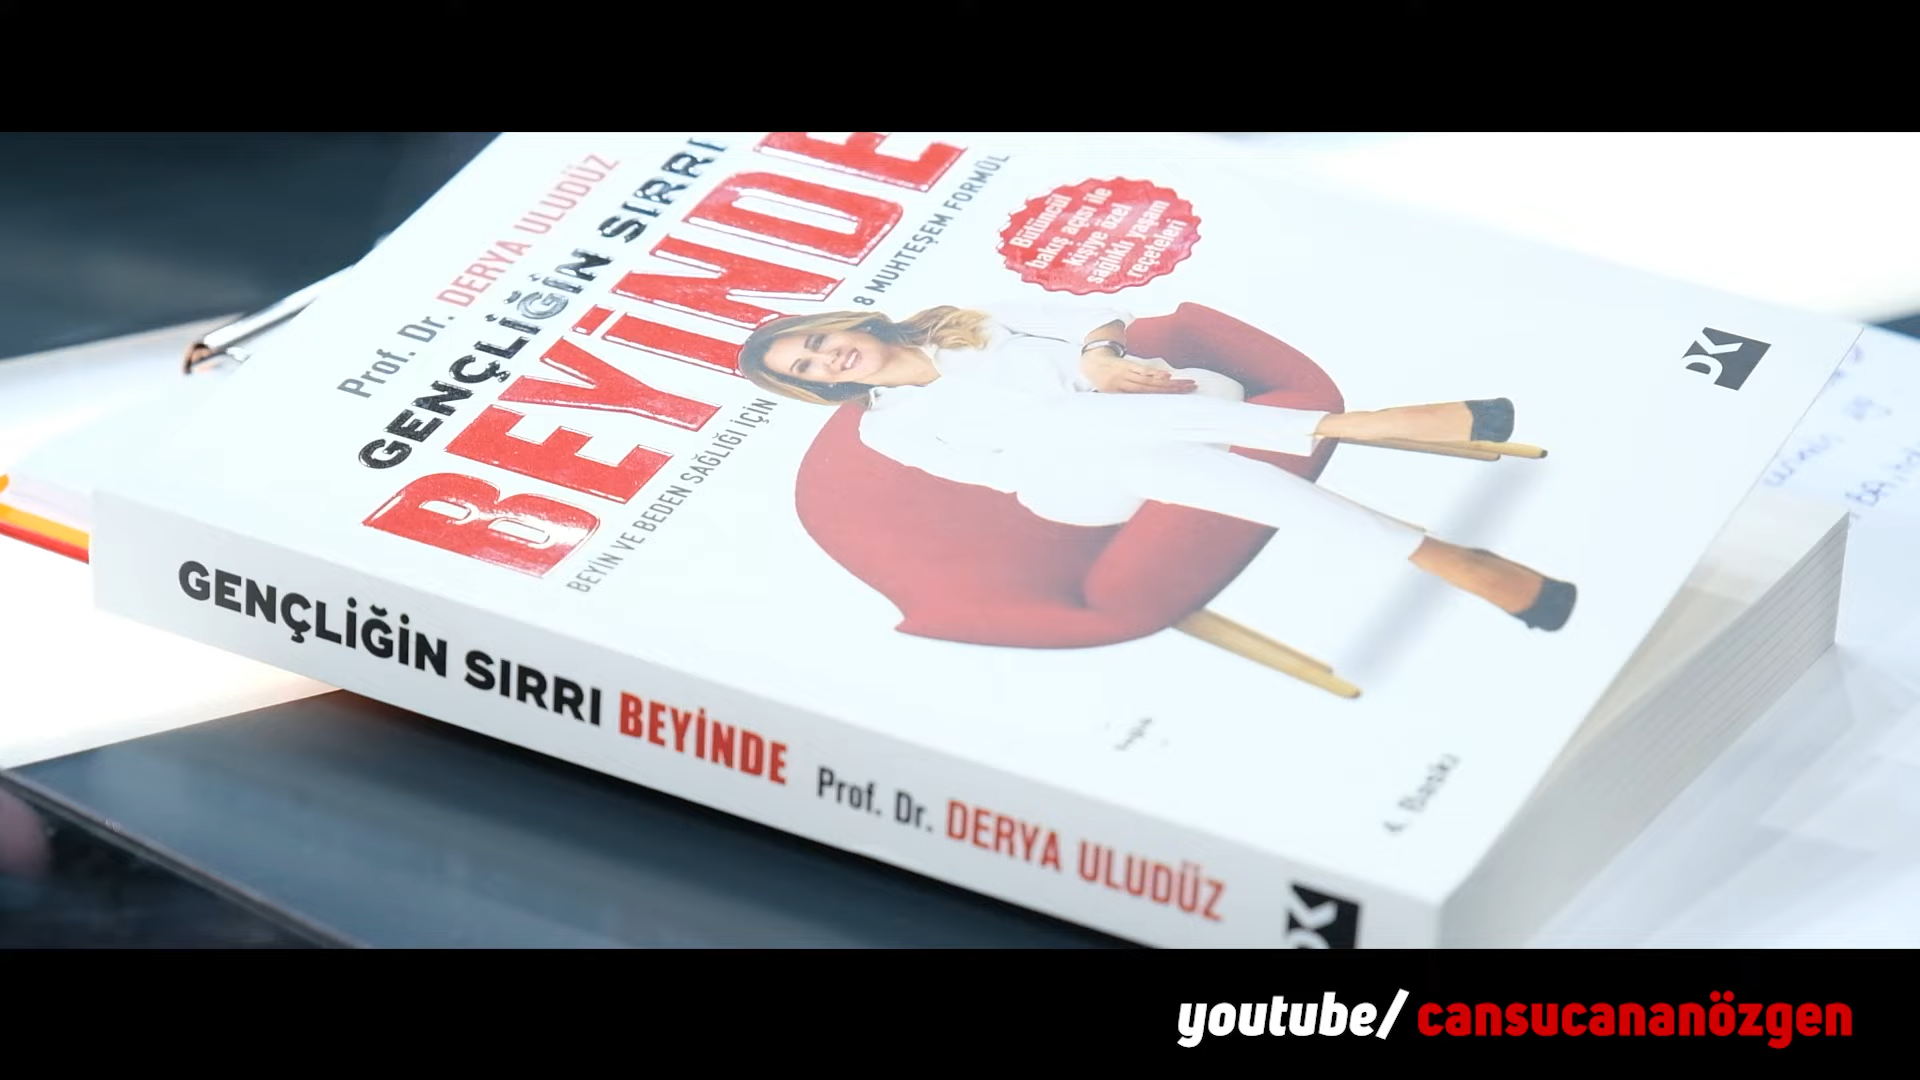 Prof. Dr. DERYA ULUDÜZ
GENÇLİĞİN SIRRI
BEYİNDE
BEYİN VE BEDEN SAĞLIĞI İÇİN 8 MUHTEŞEM FORMÜL
Bütüncül
bakış açısı ile
kişiye özel
sağlıklı yaşam
reçeteleri
DK
4. Baskı
GENÇLİĞİN SIRRI BEYİNDE Prof. Dr. DERYA ULUDÜZ DK
youtube/ cansucananözgen